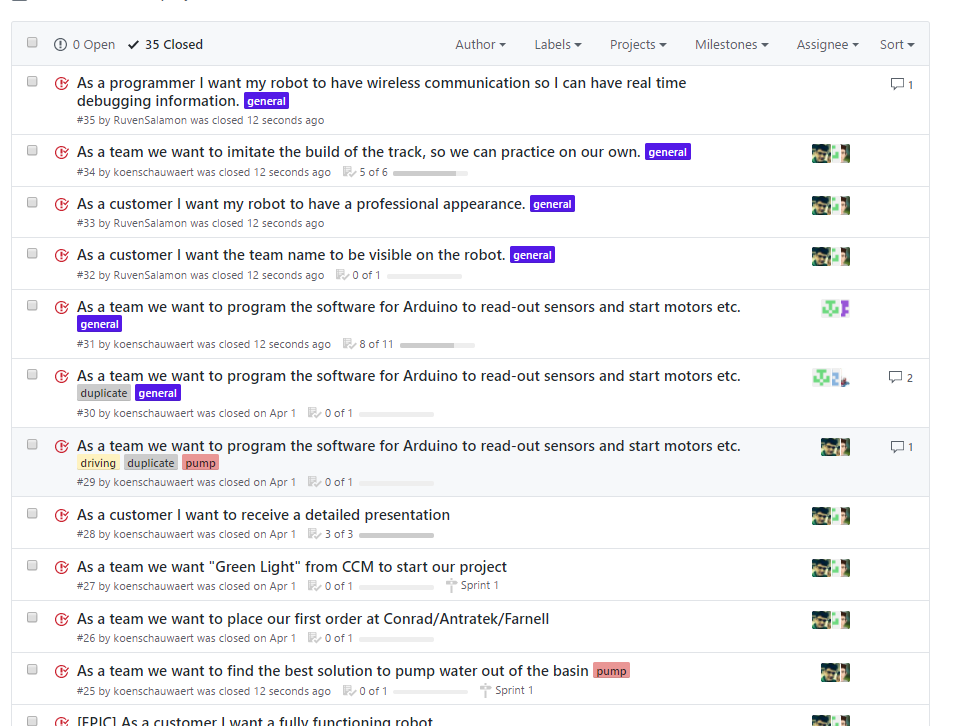 0 Open 35 Closed Author Labels Projects Milestones Assignee Sort
As a programmer I want my robot to have wireless communication so I can have real time 1
debugging information. general
#35 by RuvenSalamon was closed 12 seconds ago
As a team we want to imitate the build of the track, so we can practice on our own. general
#34 by koenschauwaert was closed 12 seconds ago 5 of 6
As a customer I want my robot to have a professional appearance. general
#33 by RuvenSalamon was closed 12 seconds ago
As a customer I want the team name to be visible on the robot. general
#32 by RuvenSalamon was closed 12 seconds ago 0 of 1
As a team we want to program the software for Arduino to read-out sensors and start motors etc.
general
#31 by koenschauwaert was closed 12 seconds ago 8 of 11
As a team we want to program the software for Arduino to read-out sensors and start motors etc. 2
duplicate general
#30 by koenschauwaert was closed on Apr 1 0 of 1
As a team we want to program the software for Arduino to read-out sensors and start motors etc. 1
driving duplicate pump
#29 by koenschauwaert was closed on Apr 1 0 of 1
As a customer I want to receive a detailed presentation
#28 by koenschauwaert was closed on Apr 1 3 of 3
As a team we want "Green Light" from CCM to start our project
#27 by koenschauwaert was closed on Apr 1 0 of 1 Sprint 1
As a team we want to place our first order at Conrad/Antratek/Farnell
#26 by koenschauwaert was closed on Apr 1 0 of 1
As a team we want to find the best solution to pump water out of the basin pump
#25 by koenschauwaert was closed 12 seconds ago 0 of 1 Sprint 1
[EPIC] As a customer I want a fully functioning robot